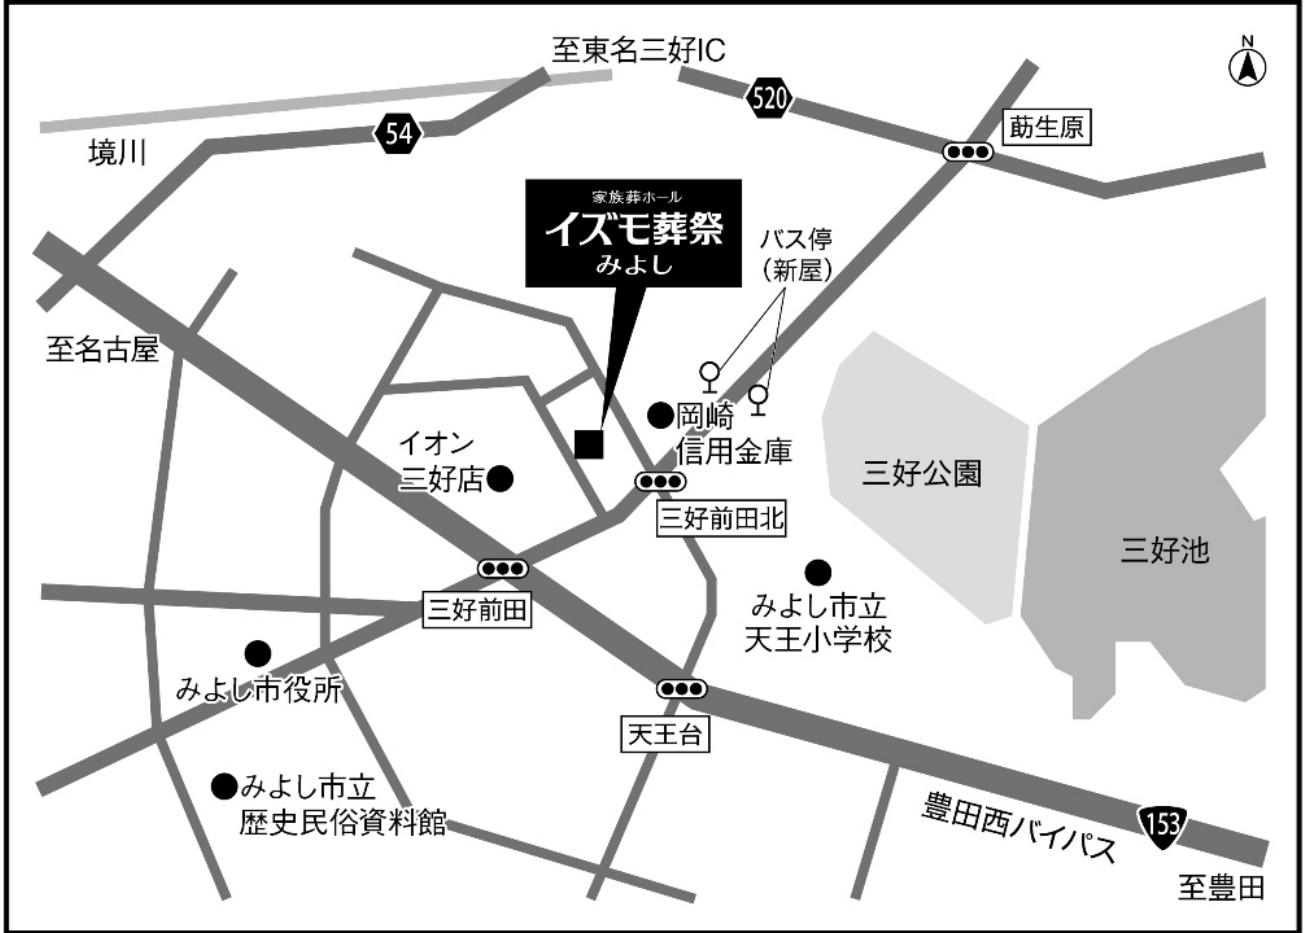 至東名三好IC
N
520
54
莇生原
境川
家族葬ホール
イズモ葬祭
みよし
バス停
（新屋）
至名古屋
岡崎
信用金庫
イオン
三好店
三好公園
三好前田北
三好池
三好前田
みよし市立
天王小学校
みよし市役所
天王台
みよし市立
歴史民俗資料館
豊田西バイパス
153
至豊田